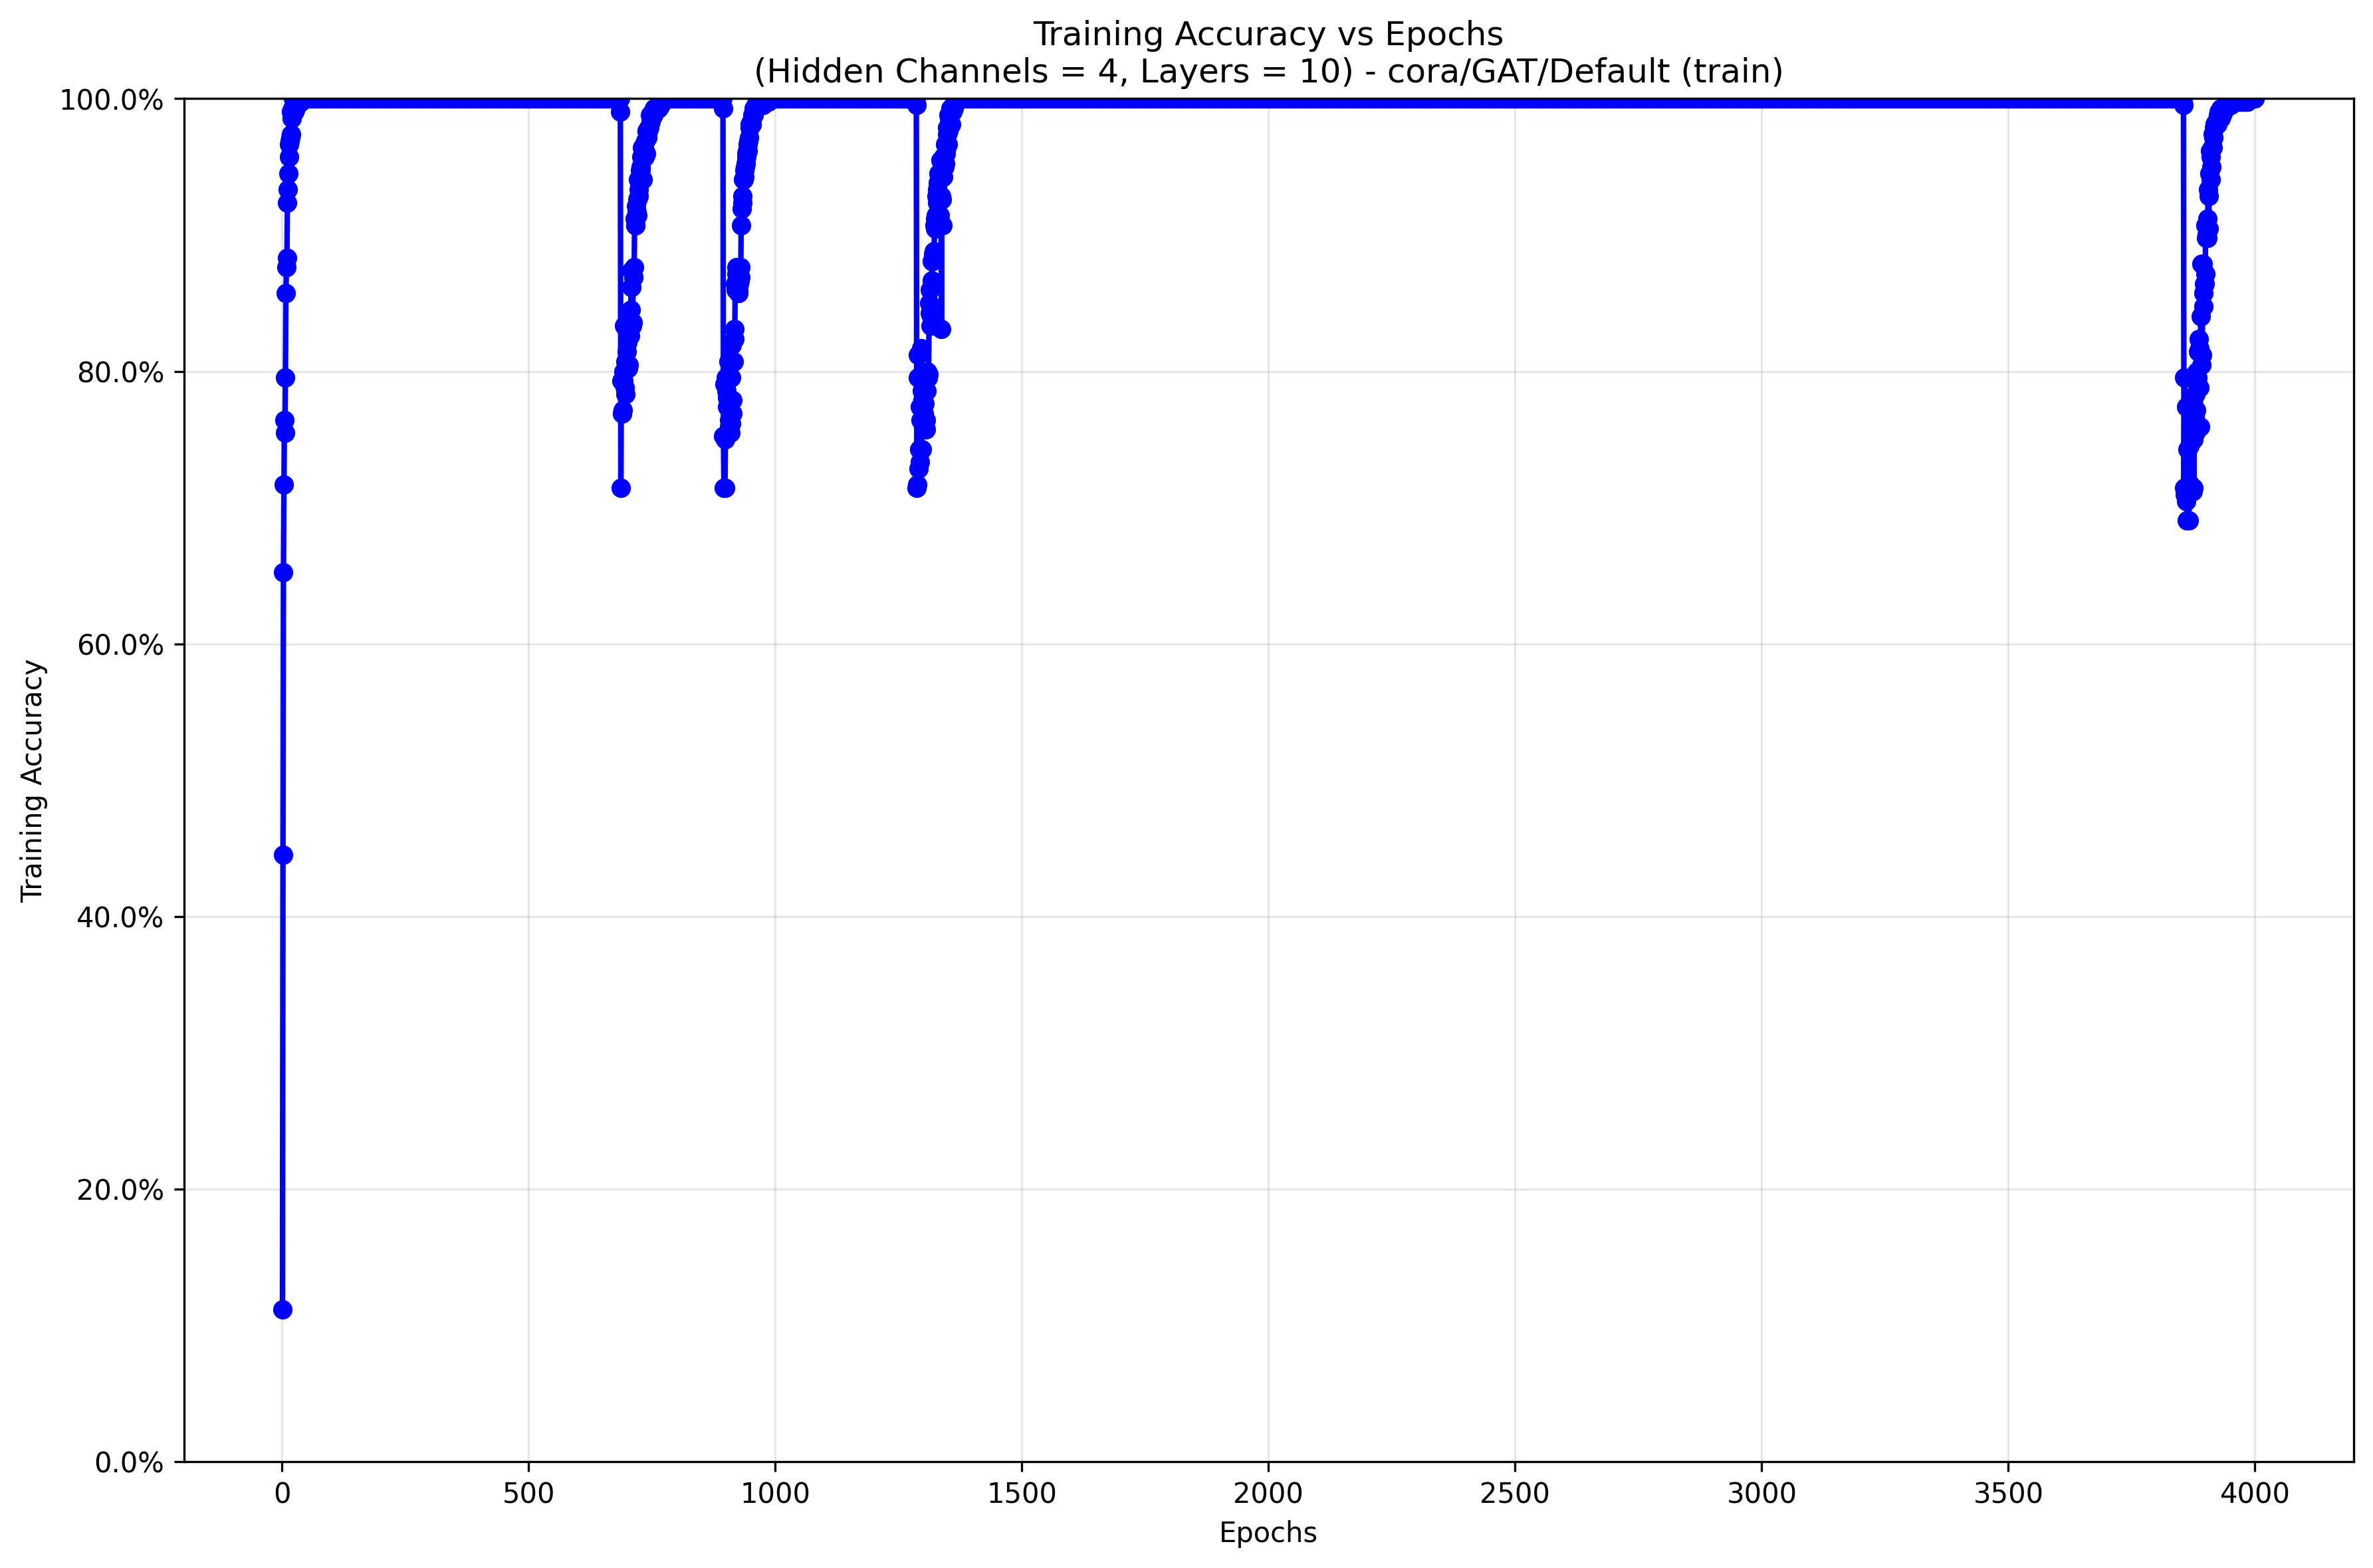 Training Accuracy vs Epochs
(Hidden Channels = 4, Layers = 10) - cora/GAT/Default (train)
100.0%
80.0%
60.0%
40.0%
20.0%
0.0%
Training Accuracy
0 500 1000 1500 2000 2500 3000 3500 4000
Epochs